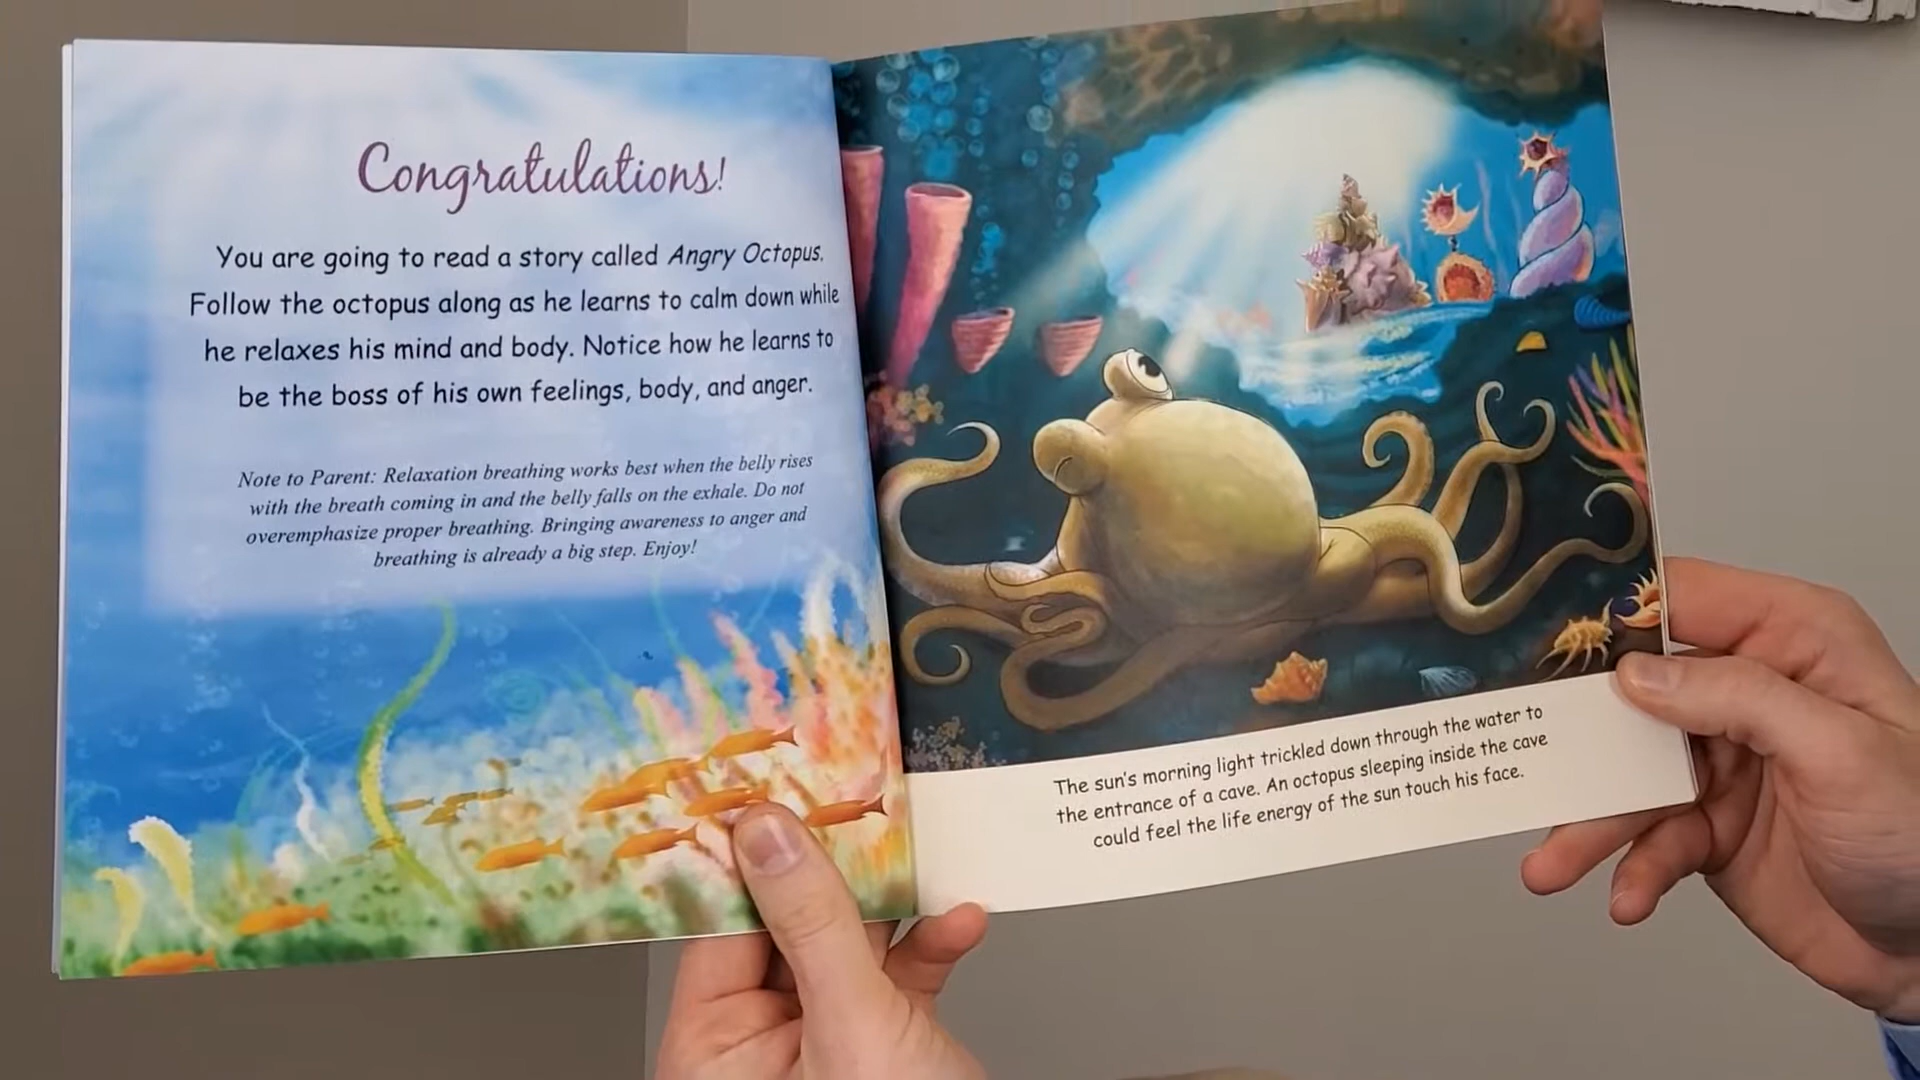 Congratulations!
You are going to read a story called Angry Octopus.
Follow the octopus along as he learns to calm down while
he relaxes his mind and body. Notice how he learns to
be the boss of his own feelings, body, and anger.
Note to Parent: Relaxation breathing works best when the belly rises
with the breath coming in and the belly falls on the exhale. Do not
overemphasize proper breathing. Bringing awareness to anger and
breathing is already a big step. Enjoy!
The sun's morning light trickled down through the water to
the entrance of a cave. An octopus sleeping inside the cave
could feel the life energy of the sun touch his face.